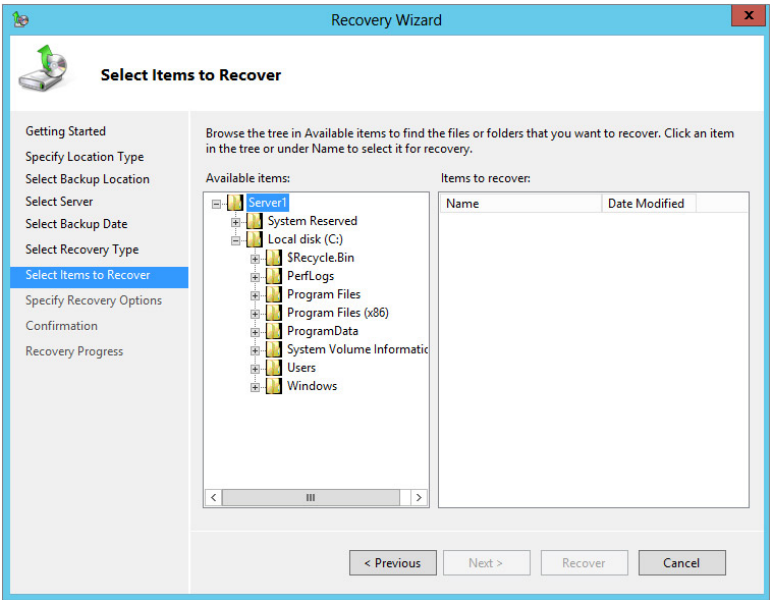 Recovery Wizard
x
Select Items to Recover
Getting Started
Specify Location Type
Select Backup Location
Select Server
Select Backup Date
Select Recovery Type
Select Items to Recover
Specify Recovery Options
Confirmation
Recovery Progress
Browse the tree in Available items to find the files or folders that you want to recover. Click an item
in the tree or under Name to select it for recovery.
Available items:
Server1
System Reserved
Local disk (C:)
$Recycle.Bin
PerfLogs
Program Files
Program Files (x86)
ProgramData
System Volume Informatic
Users
Windows
Items to recover:
Name Date Modified
< Previous Next > Recover Cancel